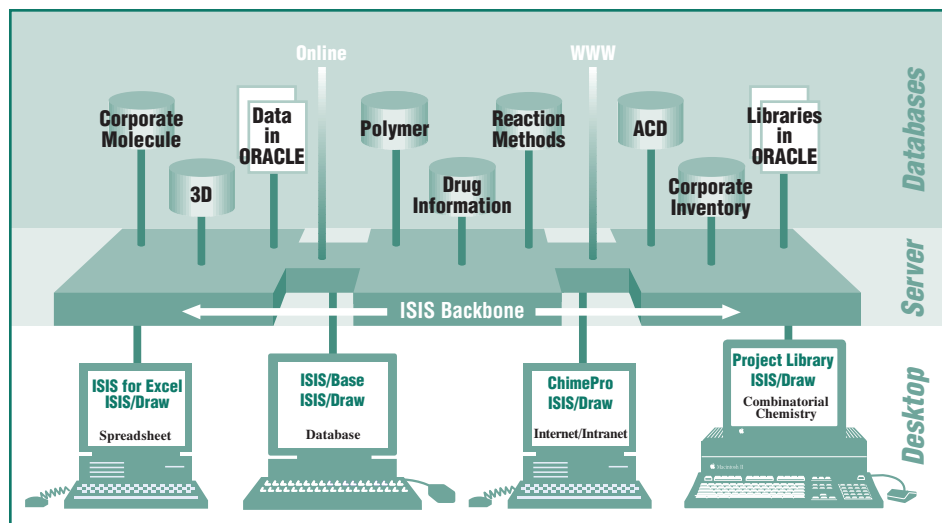 Online
WWW
Corporate
Molecule
Data
in
ORACLE
Polymer
Reaction
Methods
ACD
Libraries
in
ORACLE
3D
Drug
Information
Corporate
Inventory
Databases
Server
ISIS Backbone
ISIS for Excel
ISIS/Draw
Spreadsheet
ISIS/Base
ISIS/Draw
Database
ChimePro
ISIS/Draw
Internet/Intranet
Project Library
ISIS/Draw
Combinatorial
Chemistry
Macintosh II
Desktop